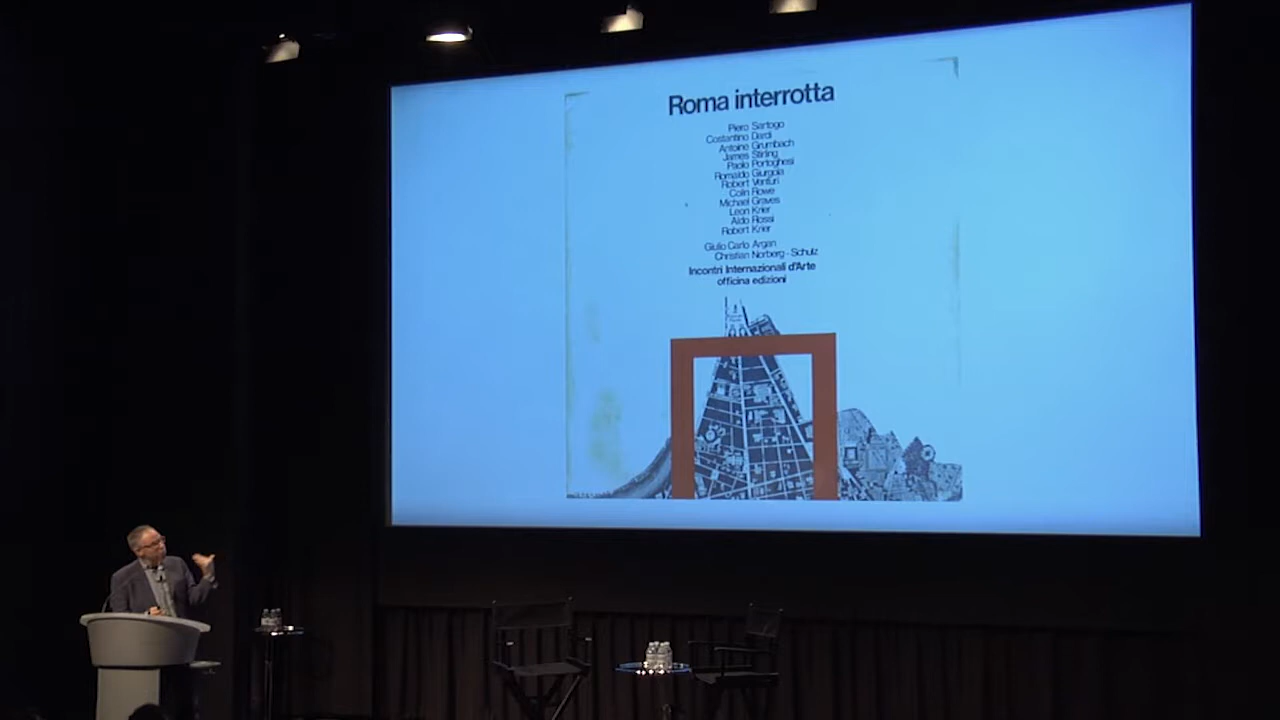 Roma interrotta
Piero Sartogo
Costantino Dardi
Antoine Grumbach
James Stirling
Paolo Portoghesi
Romaldo Giurgola
Robert Venturi
Colin Rowe
Michael Graves
Leon Krier
Aldo Rossi
Robert Krier
Giulio Carlo Argan
Christian Norberg-Schulz
Incontri Internazionali d'Arte
officina edizioni